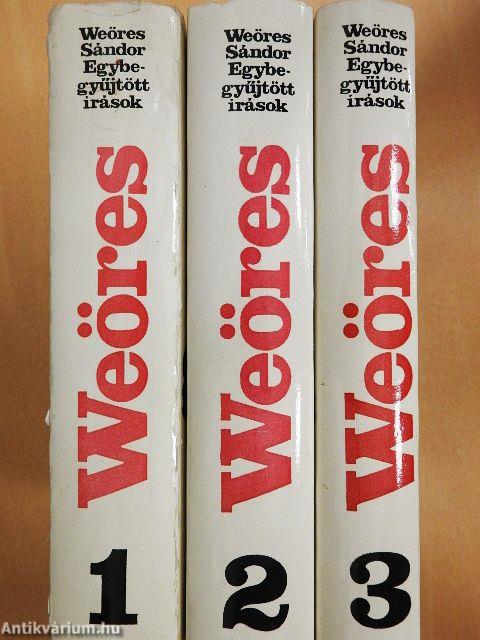 Weöres
Sándor
Egybe-
gyűjtött
írások
Weöres
1
Weöres
Sándor
Egybe-
gyűjtött
írások
Weöres
2
Weöres
Sándor
Egybe-
gyűjtött
írások
Weöres
3
Antikvárium.hu